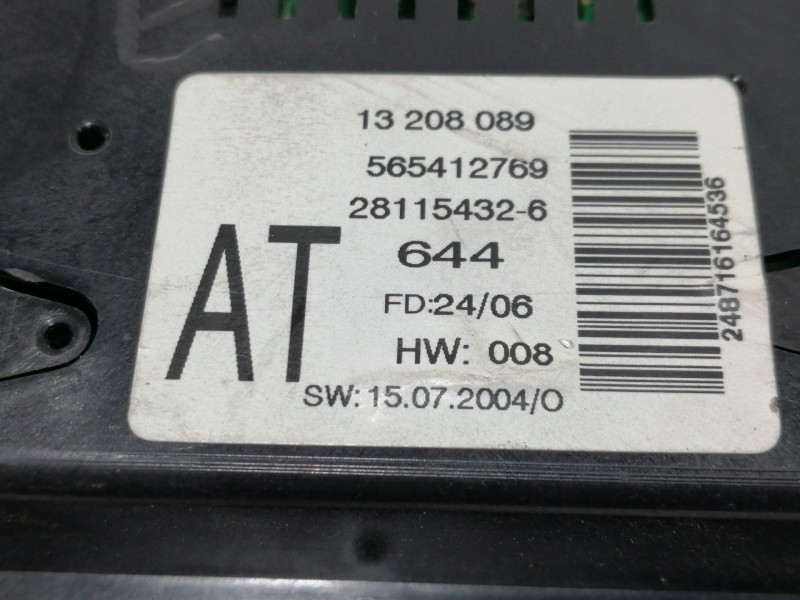 13 208 089
565412769
28115432-6
AT
644
FD:24/06
HW: 008
SW: 15.07.2004/O
248716164536